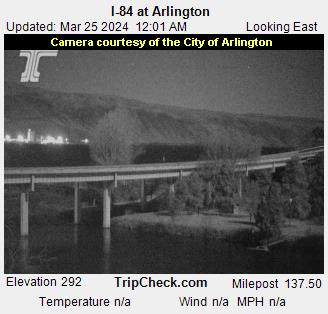 I-84 at Arlington
Updated: Mar 25 2024 12:01 AM Looking East
Camera courtesy of the City of Arlington
Elevation 292 TripCheck.com Milepost 137.50
Temperature n/a Wind n/a MPH n/a